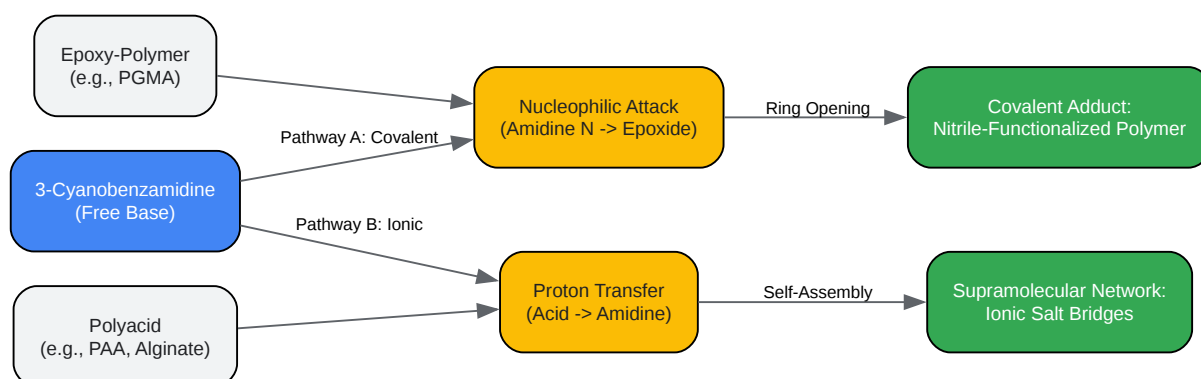 Epoxy-Polymer
(e.g., PGMA)
Nucleophilic Attack
(Amidine N -> Epoxide)
Ring Opening
Covalent Adduct:
Nitrile-Functionalized Polymer
Pathway A: Covalent
3-Cyanobenzamidine
(Free Base)
Pathway B: Ionic
Proton Transfer
(Acid -> Amidine)
Self-Assembly
Supramolecular Network:
Ionic Salt Bridges
Polyacid
(e.g., PAA, Alginate)